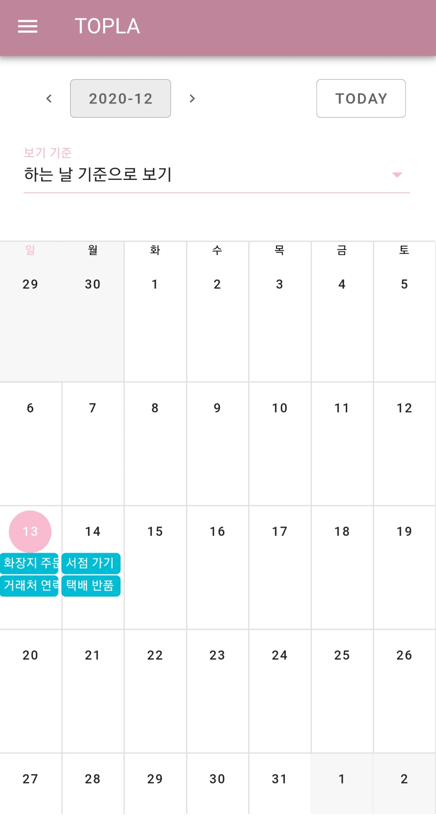 TOPLA
2020-12 TODAY
보기 기준
하는 날 기준으로 보기
일 월 화 수 목 금 토
29 30 1 2 3 4 5
6 7 8 9 10 11 12
13 14 15 16 17 18 19
화장지 주문 서점 가기
거래처 연락 택배 반품
20 21 22 23 24 25 26
27 28 29 30 31 1 2